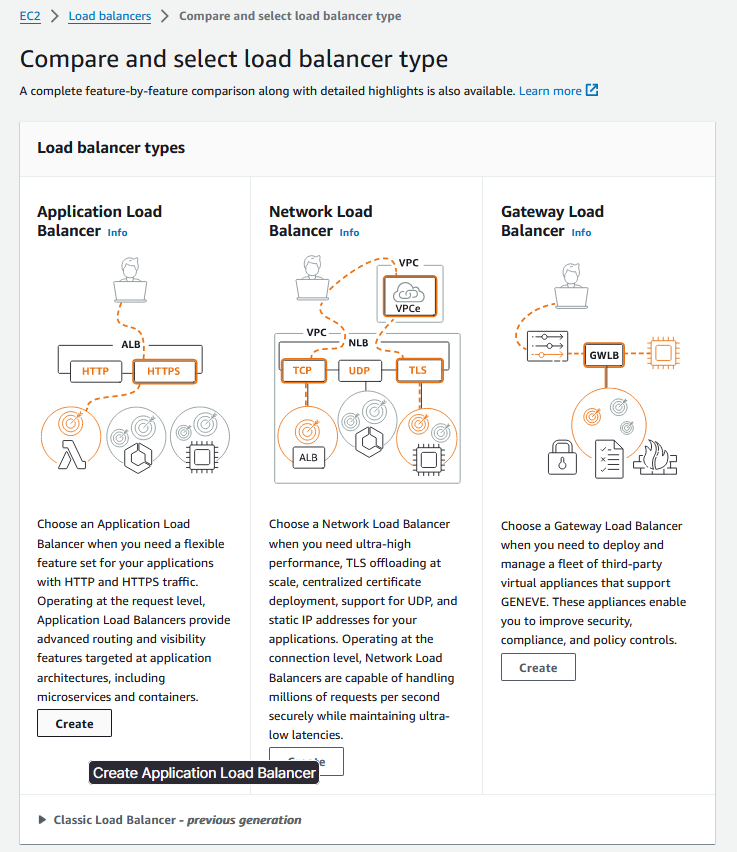 EC2 > Load balancers > Compare and select load balancer type
Compare and select load balancer type
A complete feature-by-feature comparison along with detailed highlights is also available. Learn more
Load balancer types
Application Load
Balancer Info
ALB
HTTP
HTTPS
Choose an Application Load
Balancer when you need a flexible
feature set for your applications
with HTTP and HTTPS traffic.
Operating at the request level,
Application Load Balancers provide
advanced routing and visibility
features targeted at application
architectures, including
microservices and containers.
Create
Create Application Load Balancer
Network Load
Balancer Info
VPC
VPCe
VPC
NLB
TCP
UDP
TLS
ALB
Choose a Network Load Balancer
when you need ultra-high
performance, TLS offloading at
scale, centralized certificate
deployment, support for UDP, and
static IP addresses for your
applications. Operating at the
connection level, Network Load
Balancers are capable of handling
millions of requests per second
securely while maintaining ultra-
low latencies.
Gateway Load
Balancer Info
GWLB
Choose a Gateway Load Balancer
when you need to deploy and
manage a fleet of third-party
virtual appliances that support
GENEVE. These appliances enable
you to improve security,
compliance, and policy controls.
Create
Classic Load Balancer - previous generation